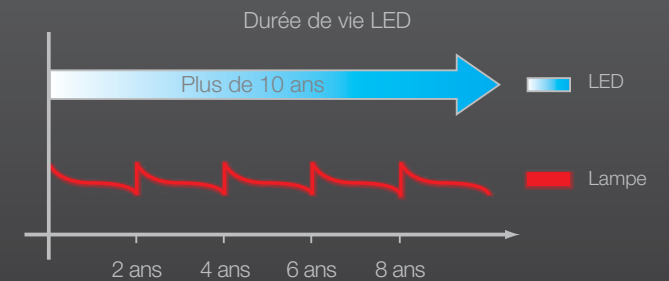 Durée de vie LED
Plus de 10 ans
LED
Lampe
2 ans 4 ans 6 ans 8 ans